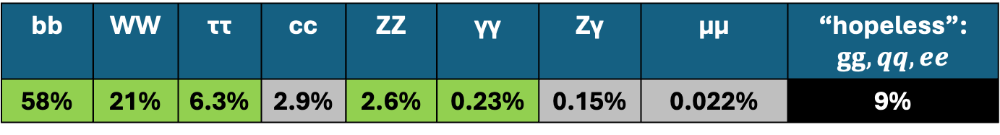 bb WW ττ cc ZZ γγ Zγ μμ “hopeless”:
gg, qq, ee
58% 21% 6.3% 2.9% 2.6% 0.23% 0.15% 0.022% 9%